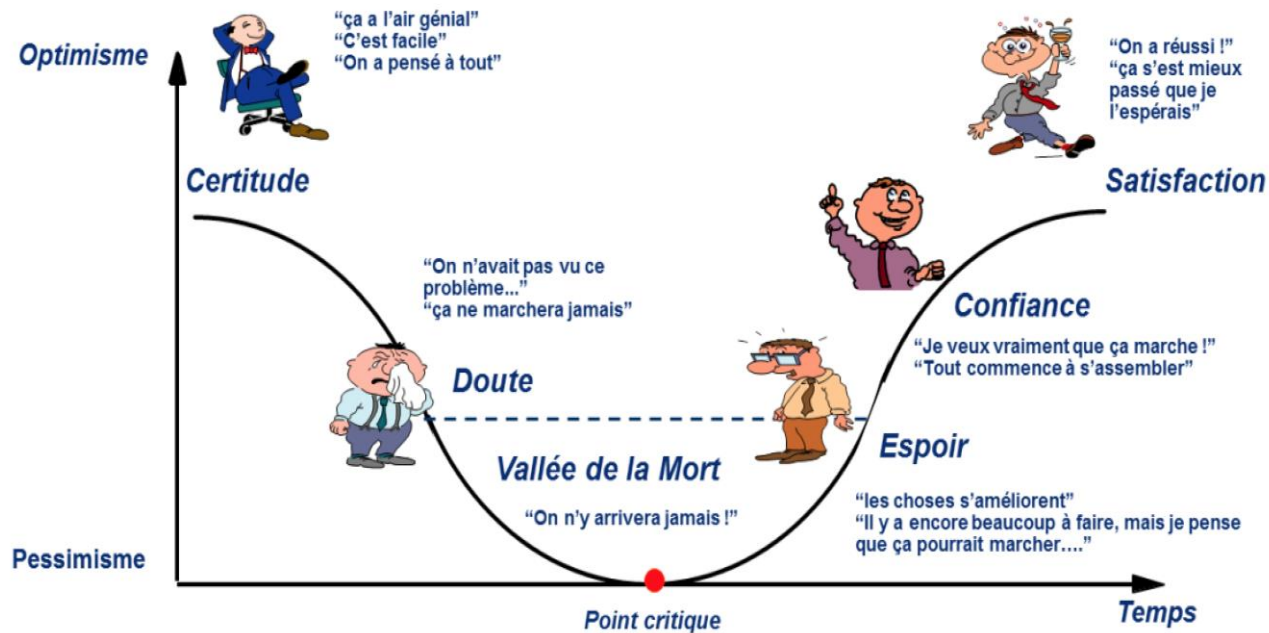 Optimisme
“ça a l’air génial”
“C’est facile”
“On a pensé à tout”
“On a réussi !”
“ça s’est mieux
passé que je
l’espérais”
Certitude
Satisfaction
“On n’avait pas vu ce
problème...”
“ça ne marchera jamais”
Confiance
“Je veux vraiment que ça marche !”
“Tout commence à s’assembler”
Doute
Espoir
Vallée de la Mort
“On n’y arrivera jamais !”
“les choses s’améliorent”
“Il y a encore beaucoup à faire, mais je pense
que ça pourrait marcher....”
Pessimisme
Point critique
Temps